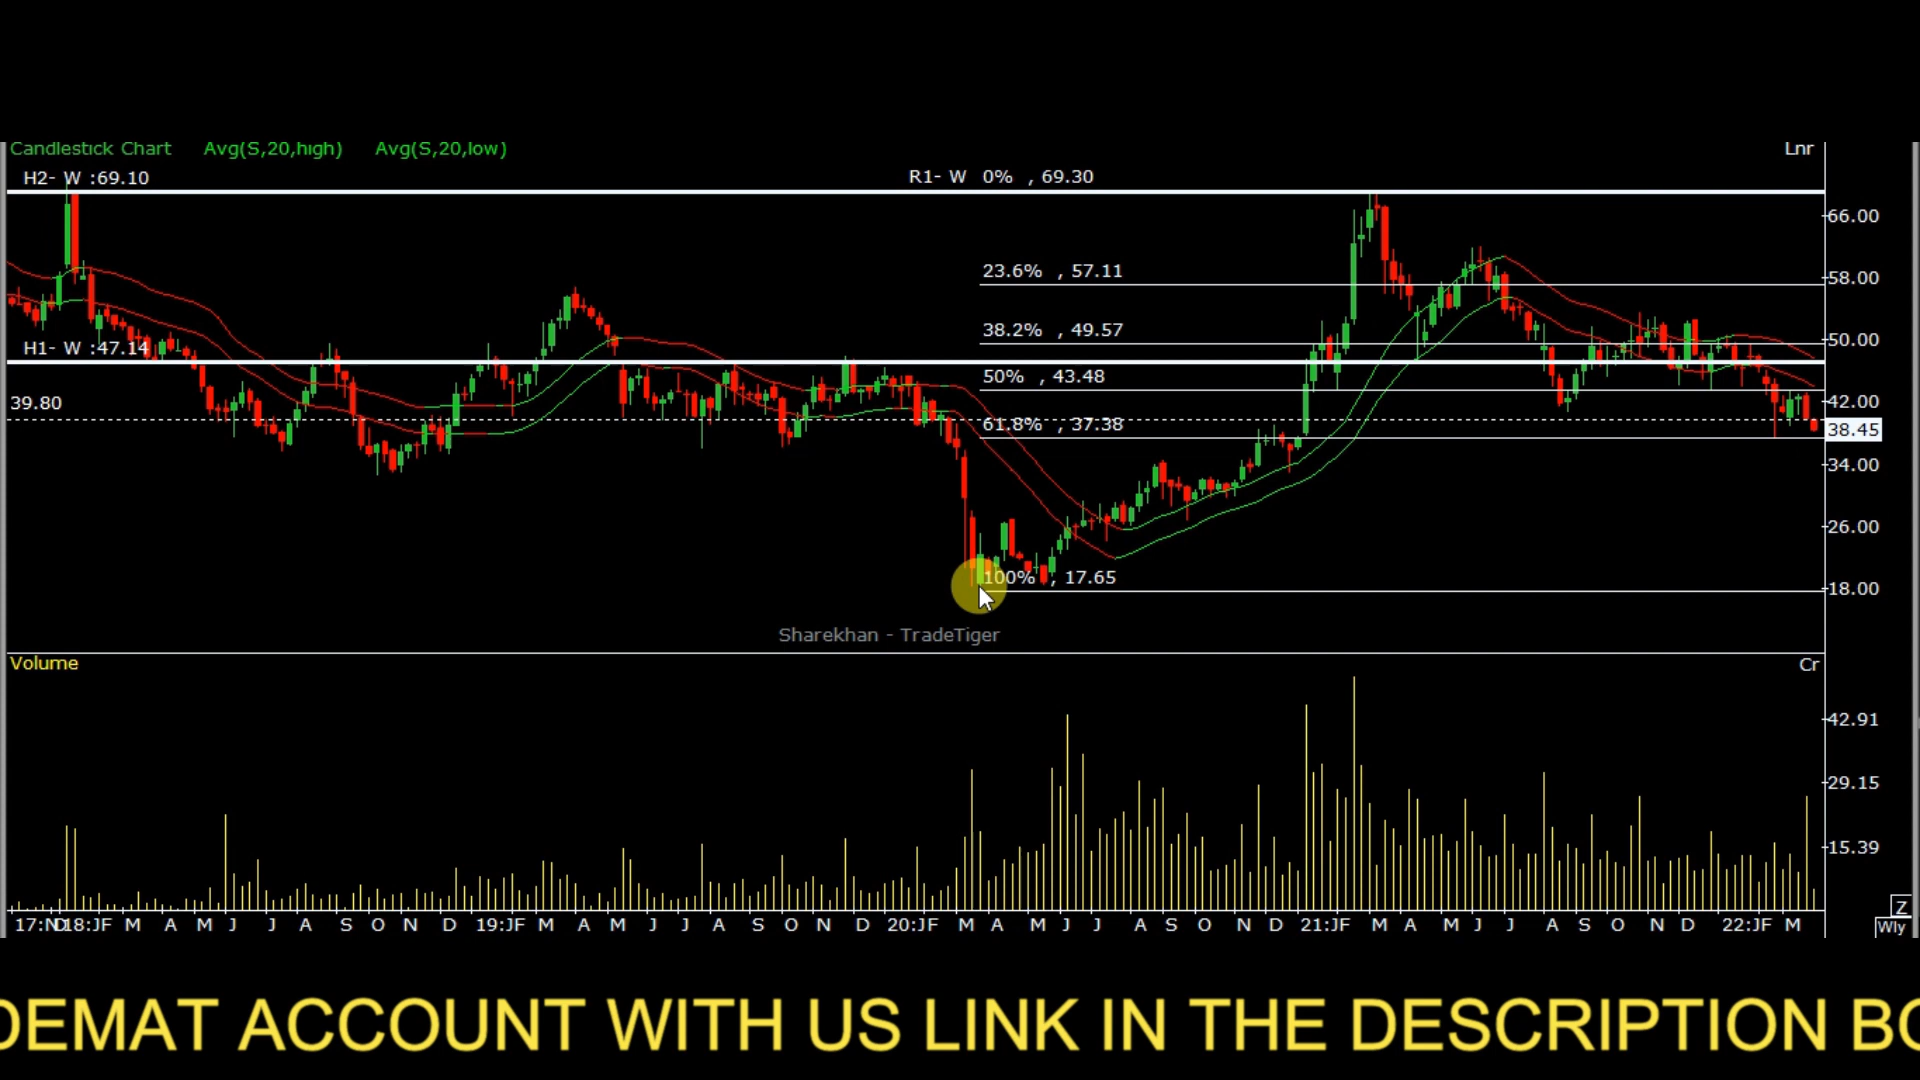 Candlestick Chart Avg(S,20,high) Avg(S,20,low) Lnr
H2- W :69.10 R1- W 0% , 69.30
66.00
23.6% , 57.11 58.00
38.2% , 49.57
H1- W :47.14 50.00
50% , 43.48
39.80 42.00
61.8% , 37.38 38.45
34.00
26.00
100% , 17.65 18.00
Sharekhan - TradeTiger
Volume Cr
42.91
29.15
15.39
Z
18:JF M A M J J A S O N D 19:JF M A M J J A S O N D 20:JF M A M J J A S O N D 21:JF M A M J J A S O N D 22:JF M Wly
DEMAT ACCOUNT WITH US LINK IN THE DESCRIPTION